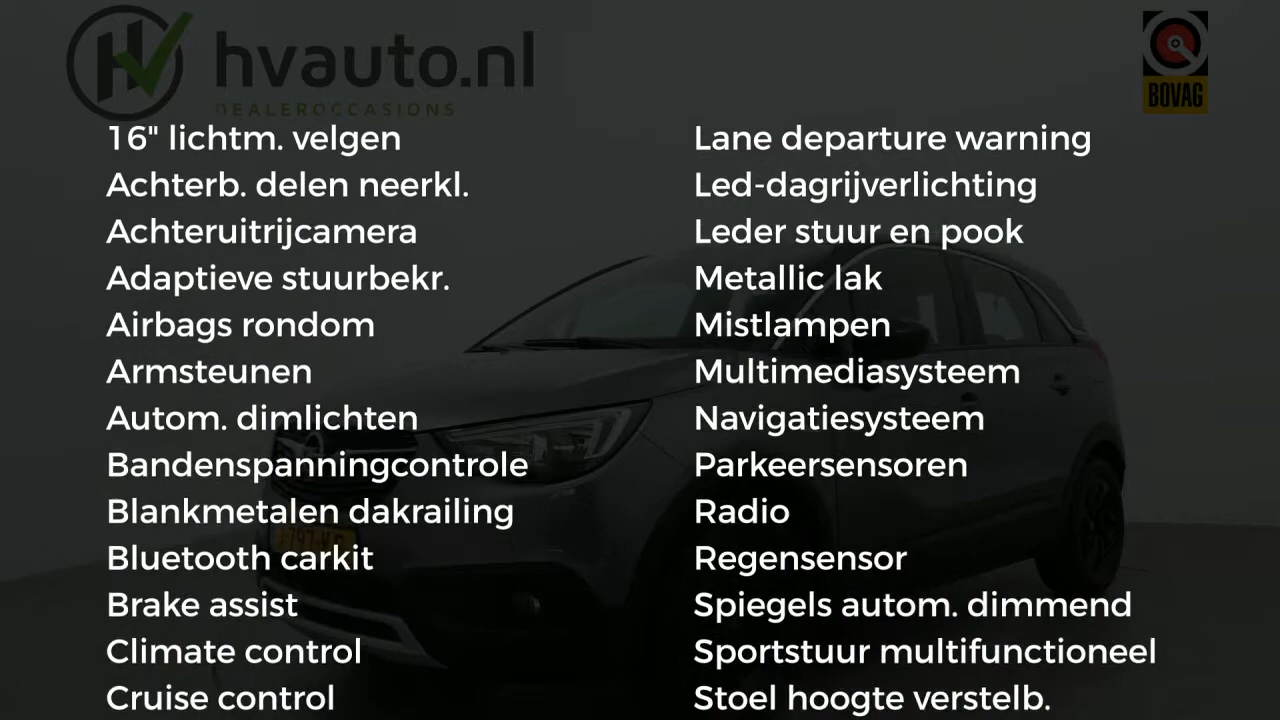 hvauto.nl
DEALEROCCASIONS
BOVAG
16" lichtm. velgen
Achterb. delen neerkl.
Achteruitrijcamera
Adaptieve stuurbekr.
Airbags rondom
Armsteunen
Autom. dimlichten
Bandenspanningcontrole
Blankmetalen dakrailing
Bluetooth carkit
Brake assist
Climate control
Cruise control
Lane departure warning
Led-dagrijverlichting
Leder stuur en pook
Metallic lak
Mistlampen
Multimediasysteem
Navigatiesysteem
Parkeersensoren
Radio
Regensensor
Spiegels autom. dimmend
Sportstuur multifunctioneel
Stoel hoogte verstelb.